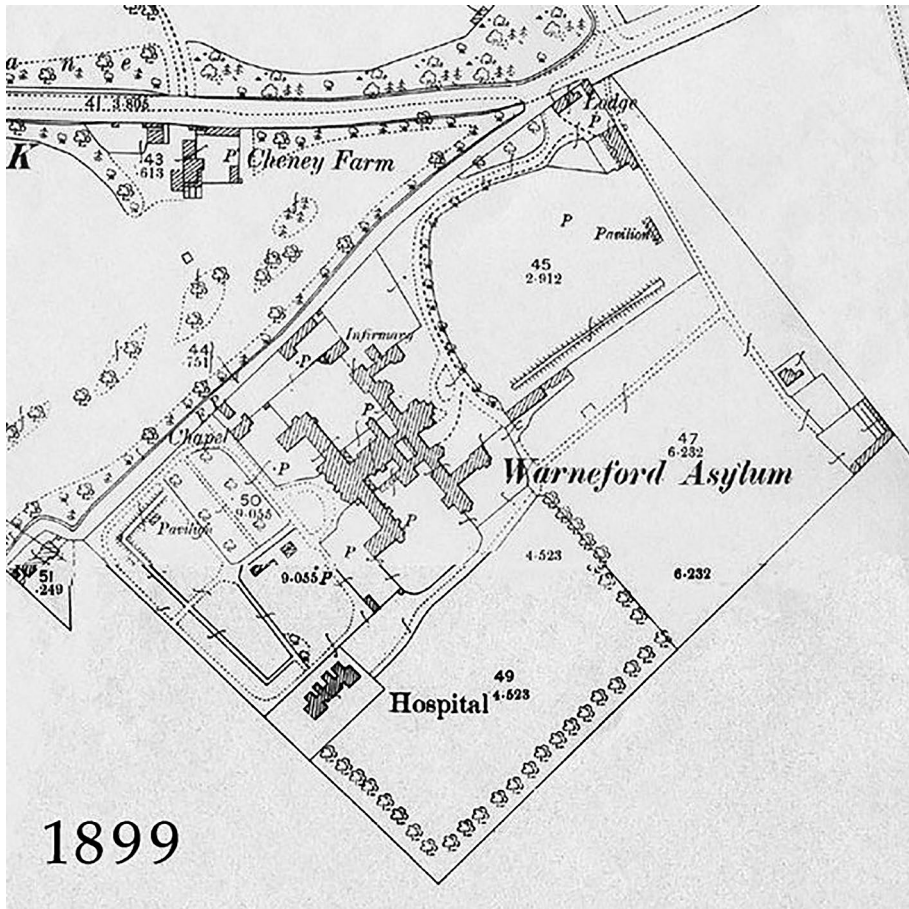 a n e
41 3.805
Lodge
P
K
43
.613
P
Cheney Farm
P
Pavilion
45
2.912
Infirmary
44
.751
P
P
F.P.
Chapel
P
47
6.232
Warneford Asylum
50
9.055
Pavilion
P
P
4.523
51
.249
9.055
P
6.232
49
4.523
Hospital
1899